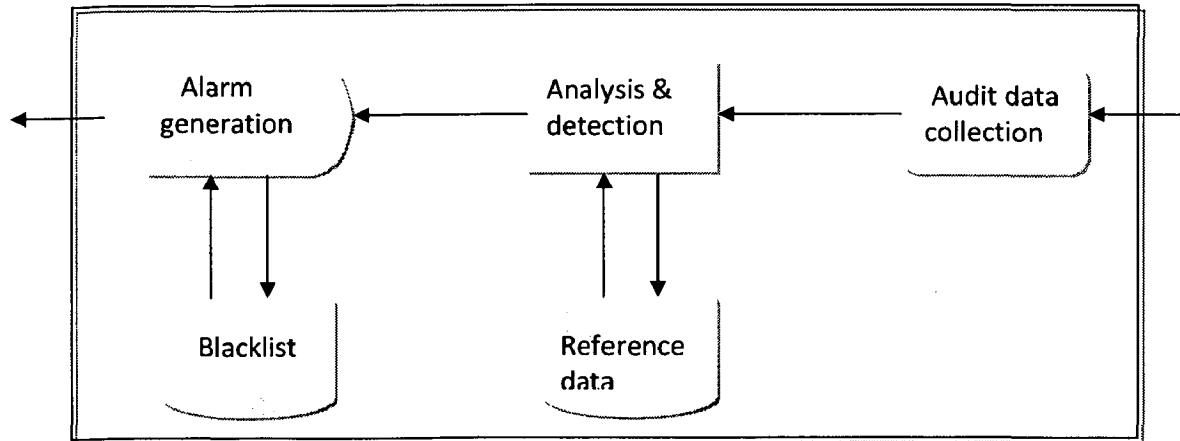 Alarm
generation
Analysis &
detection
Audit data
collection
Blacklist
Reference
data